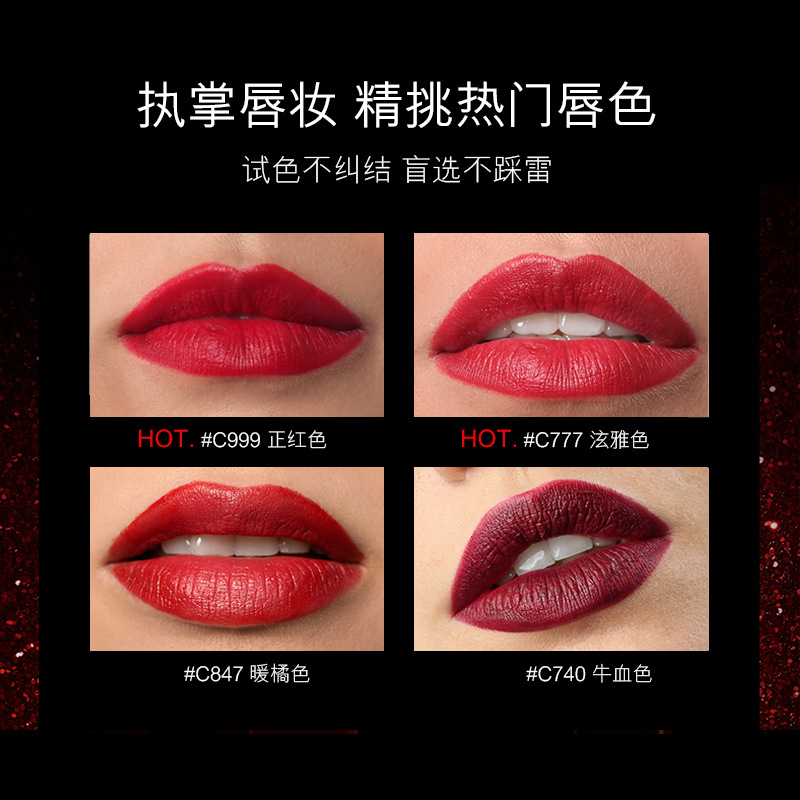 执掌唇妆 精挑热门唇色
试色不纠结 盲选不踩雷
HOT. #C999 正红色
HOT. #C777 泫雅色
#C847 暖橘色
#C740 牛血色